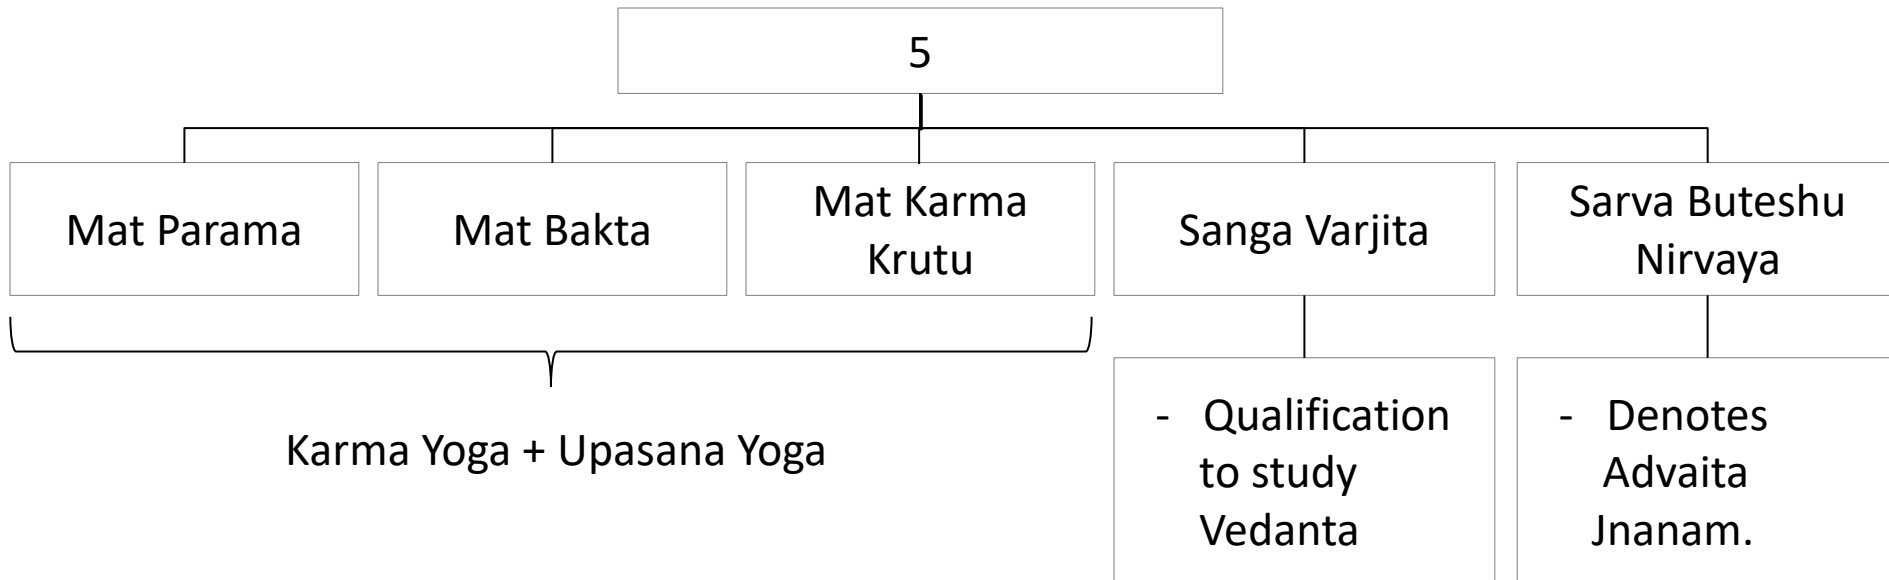 5
Mat Parama
Mat Bakta
Mat Karma
Krutu
Sanga Varjita
Sarva Buteshu
Nirvaya
Karma Yoga + Upasana Yoga
- Qualification
to study
Vedanta
- Denotes
Advaita
Jnanam.